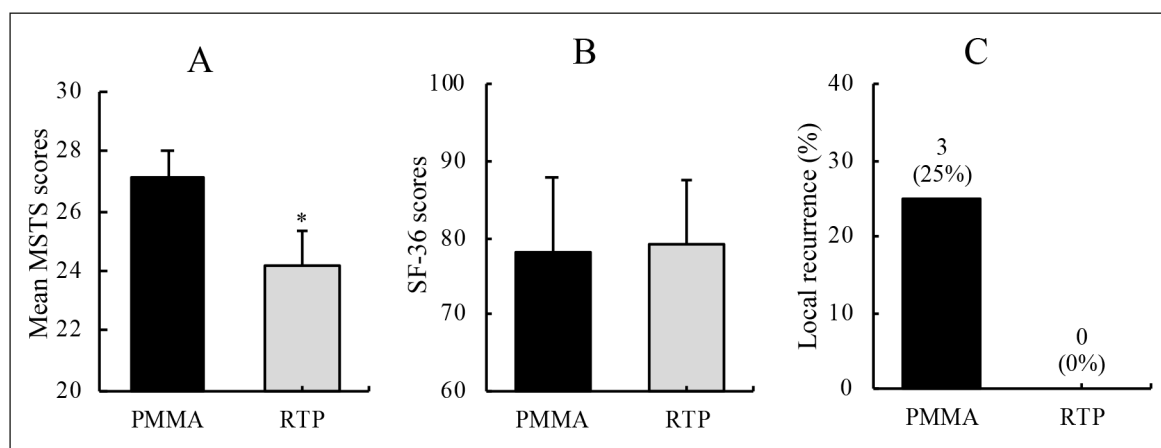 A
Mean MSTS scores
30
28
26
24
22
20
*
PMMA RTP
B
SF-36 scores
100
90
80
70
60
PMMA RTP
C
Local recurrence (%)
40
30
20
10
0
3
(25%)
0
(0%)
PMMA RTP